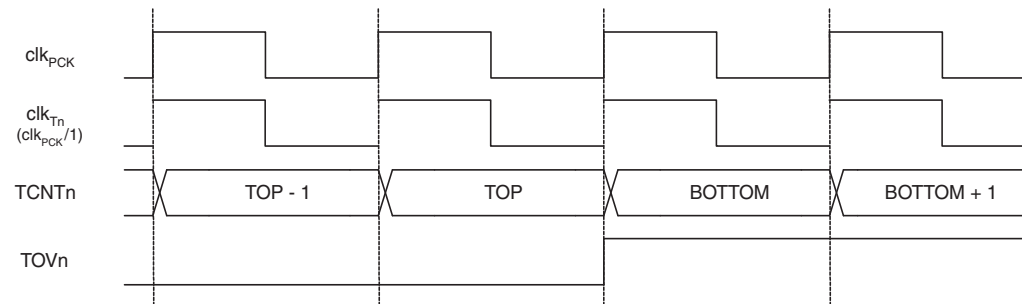 clkPCK
clkTn
(clkPCK/1)
TCNTn TOP - 1 TOP BOTTOM BOTTOM + 1
TOVn